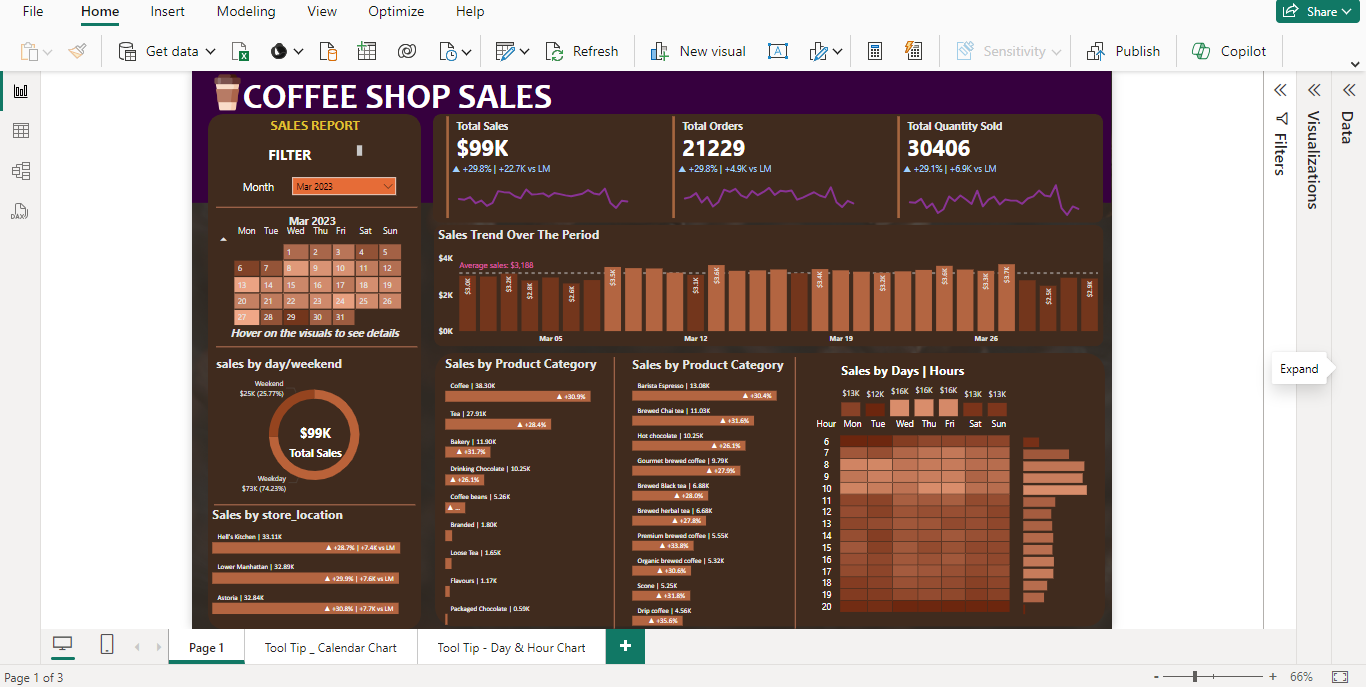 File Home Insert Modeling View Optimize Help Share
Get data Refresh New visual Sensitivity Publish Copilot
COFFEE SHOP SALES
SALES REPORT
FILTER
Month Mar 2023
Mar 2023
Mon Tue Wed Thu Fri Sat Sun
1 2 3 4 5
6 7 8 9 10 11 12
13 14 15 16 17 18 19
20 21 22 23 24 25 26
27 28 29 30 31
Hover on the visuals to see details
sales by day/weekend
Weekend
$25K (25.77%)
$99K
Total Sales
Weekday
$73K (74.23%)
Sales by store_location
Hell's Kitchen | 33.11K
+28.7% | +7.4K vs LM
Lower Manhattan | 32.89K
+29.9% | +7.6K vs LM
Astoria | 32.84K
+30.8% | +7.7K vs LM
Total Sales
$99K
▲ +29.8% | +22.7K vs LM
Total Orders
21229
▲ +29.8% | +4.9K vs LM
Total Quantity Sold
30406
▲ +29.1% | +6.9K vs LM
Sales Trend Over The Period
$4K
Average sales: $3,188
$2K
$0K
$3.0K $3.2K $2.8K $2.6K $3.5K $3.1K $3.6K $3.4K $3.2K $3.6K $3.3K $3.7K $2.5K $2.9K
Mar 05 Mar 12 Mar 19 Mar 26
Sales by Product Category
Coffee | 38.30K
▲ +30.9%
Tea | 27.91K
▲ +28.4%
Bakery | 11.90K
▲ +31.7%
Drinking Chocolate | 10.25K
▲ +26.1%
Coffee beans | 5.26K
▲ ...
Branded | 1.80K
Loose Tea | 1.65K
Flavours | 1.17K
Packaged Chocolate | 0.59K
Sales by Product Category
Barista Espresso | 13.08K
▲ +30.4%
Brewed Chai tea | 11.03K
▲ +31.6%
Hot chocolate | 10.25K
▲ +26.1%
Gourmet brewed coffee | 9.79K
▲ +27.9%
Brewed Black tea | 6.88K
▲ +28.0%
Brewed herbal tea | 6.68K
▲ +27.8%
Premium brewed coffee | 5.55K
▲ +33.8%
Organic brewed coffee | 5.32K
▲ +30.6%
Scone | 5.25K
▲ +31.8%
Drip coffee | 4.56K
▲ +35.6%
Sales by Days | Hours
$13K $12K $16K $16K $16K $13K $13K
Hour Mon Tue Wed Thu Fri Sat Sun
6
7
8
9
10
11
12
13
14
15
16
17
18
19
20
Filters
Visualizations
Data
Expand
DAX
Page 1 Tool Tip _ Calendar Chart Tool Tip - Day & Hour Chart +
Page 1 of 3 - + 66%